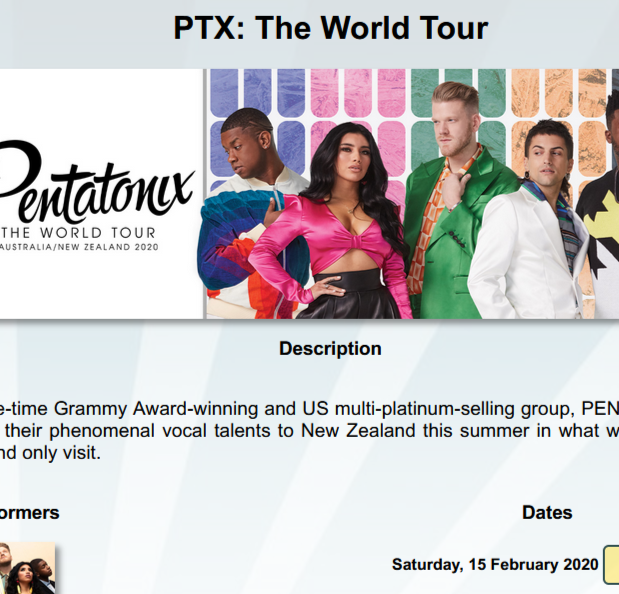 PTX: The World Tour
Pentatonix
THE WORLD TOUR
AUSTRALIA/NEW ZEALAND 2020
Description
e-time Grammy Award-winning and US multi-platinum-selling group, PEN
their phenomenal vocal talents to New Zealand this summer in what w
nd only visit.
ormers
Dates
Saturday, 15 February 2020